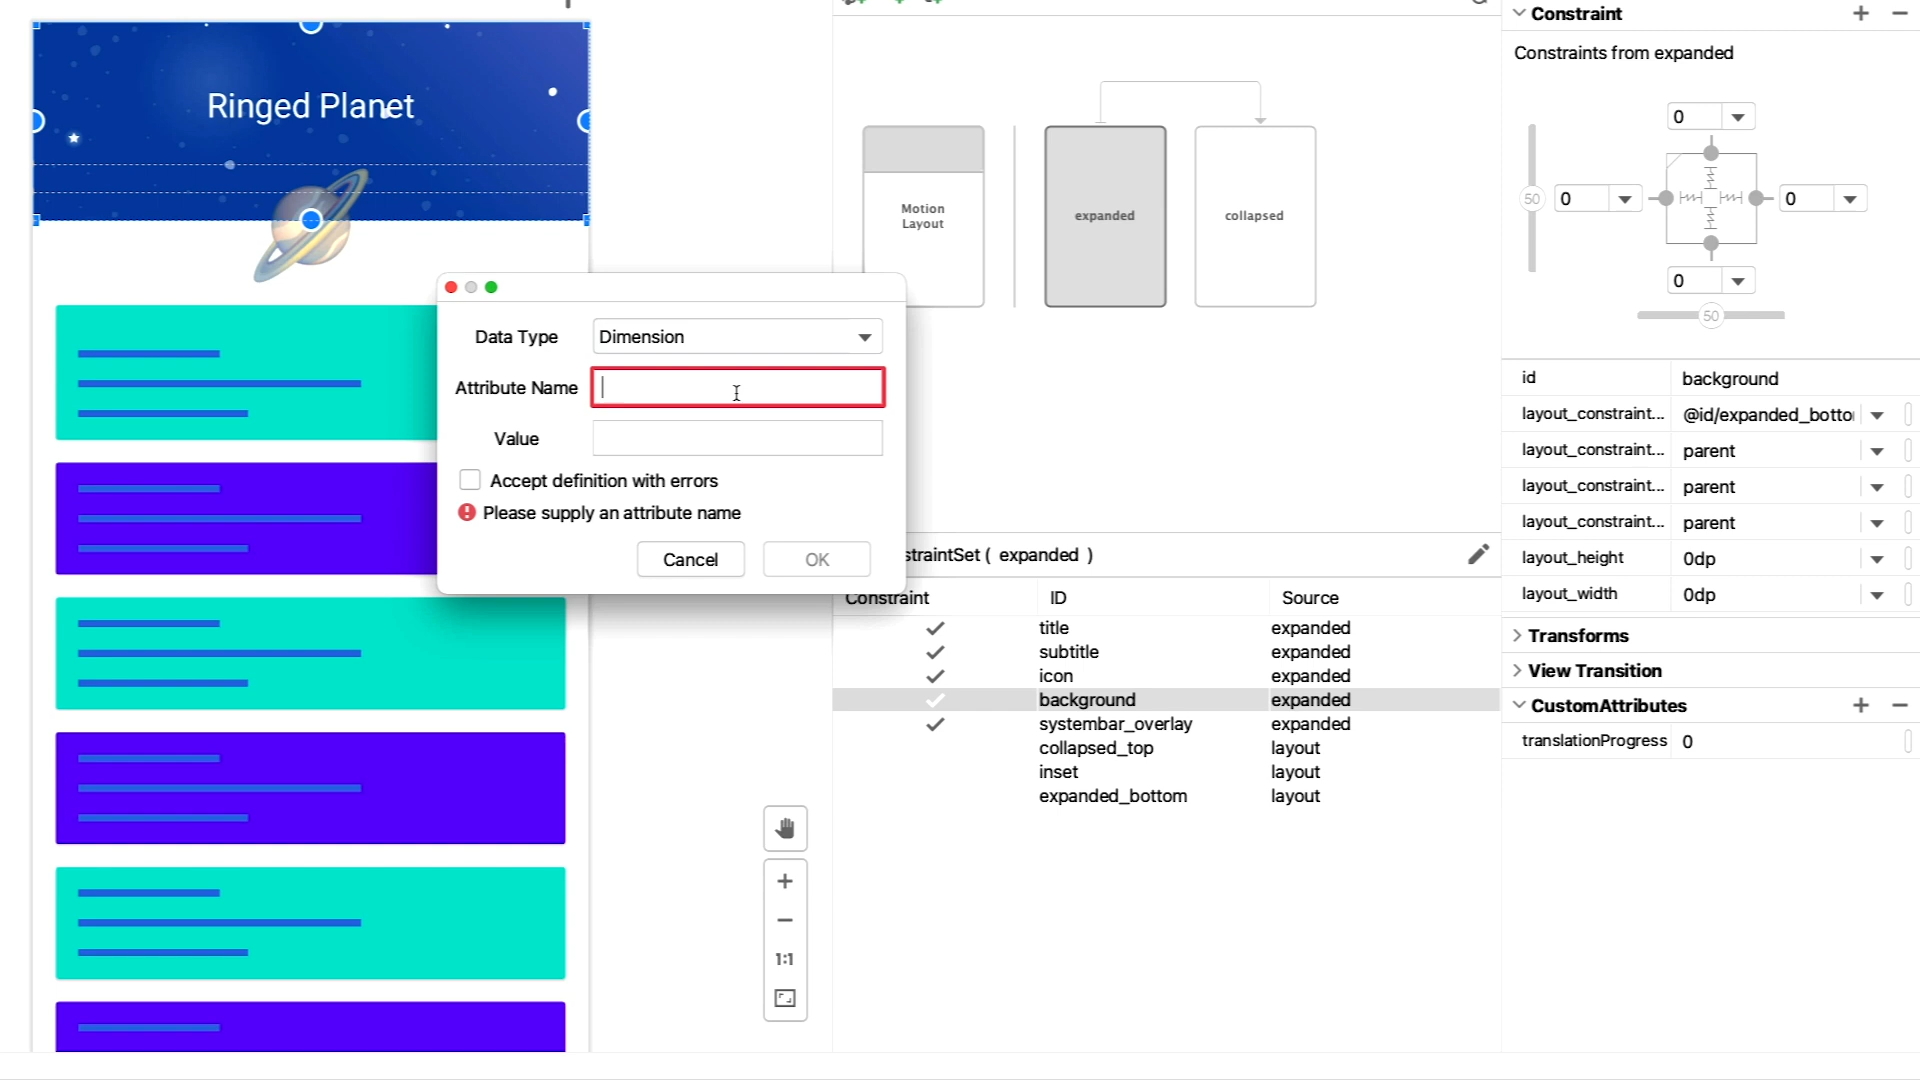 Ringed Planet
Motion
Layout
expanded
collapsed
Data Type
Dimension
Attribute Name
Value
Accept definition with errors
Please supply an attribute name
Cancel
OK
straintSet ( expanded )
Constraint ID Source
title expanded
subtitle expanded
icon expanded
background expanded
systembar_overlay expanded
collapsed_top layout
inset layout
expanded_bottom layout
1:1
Constraint
Constraints from expanded
0
50
0
0
0
50
id background
layout_constraint... @id/expanded_botto
layout_constraint... parent
layout_constraint... parent
layout_constraint... parent
layout_height 0dp
layout_width 0dp
Transforms
View Transition
CustomAttributes
translationProgress 0